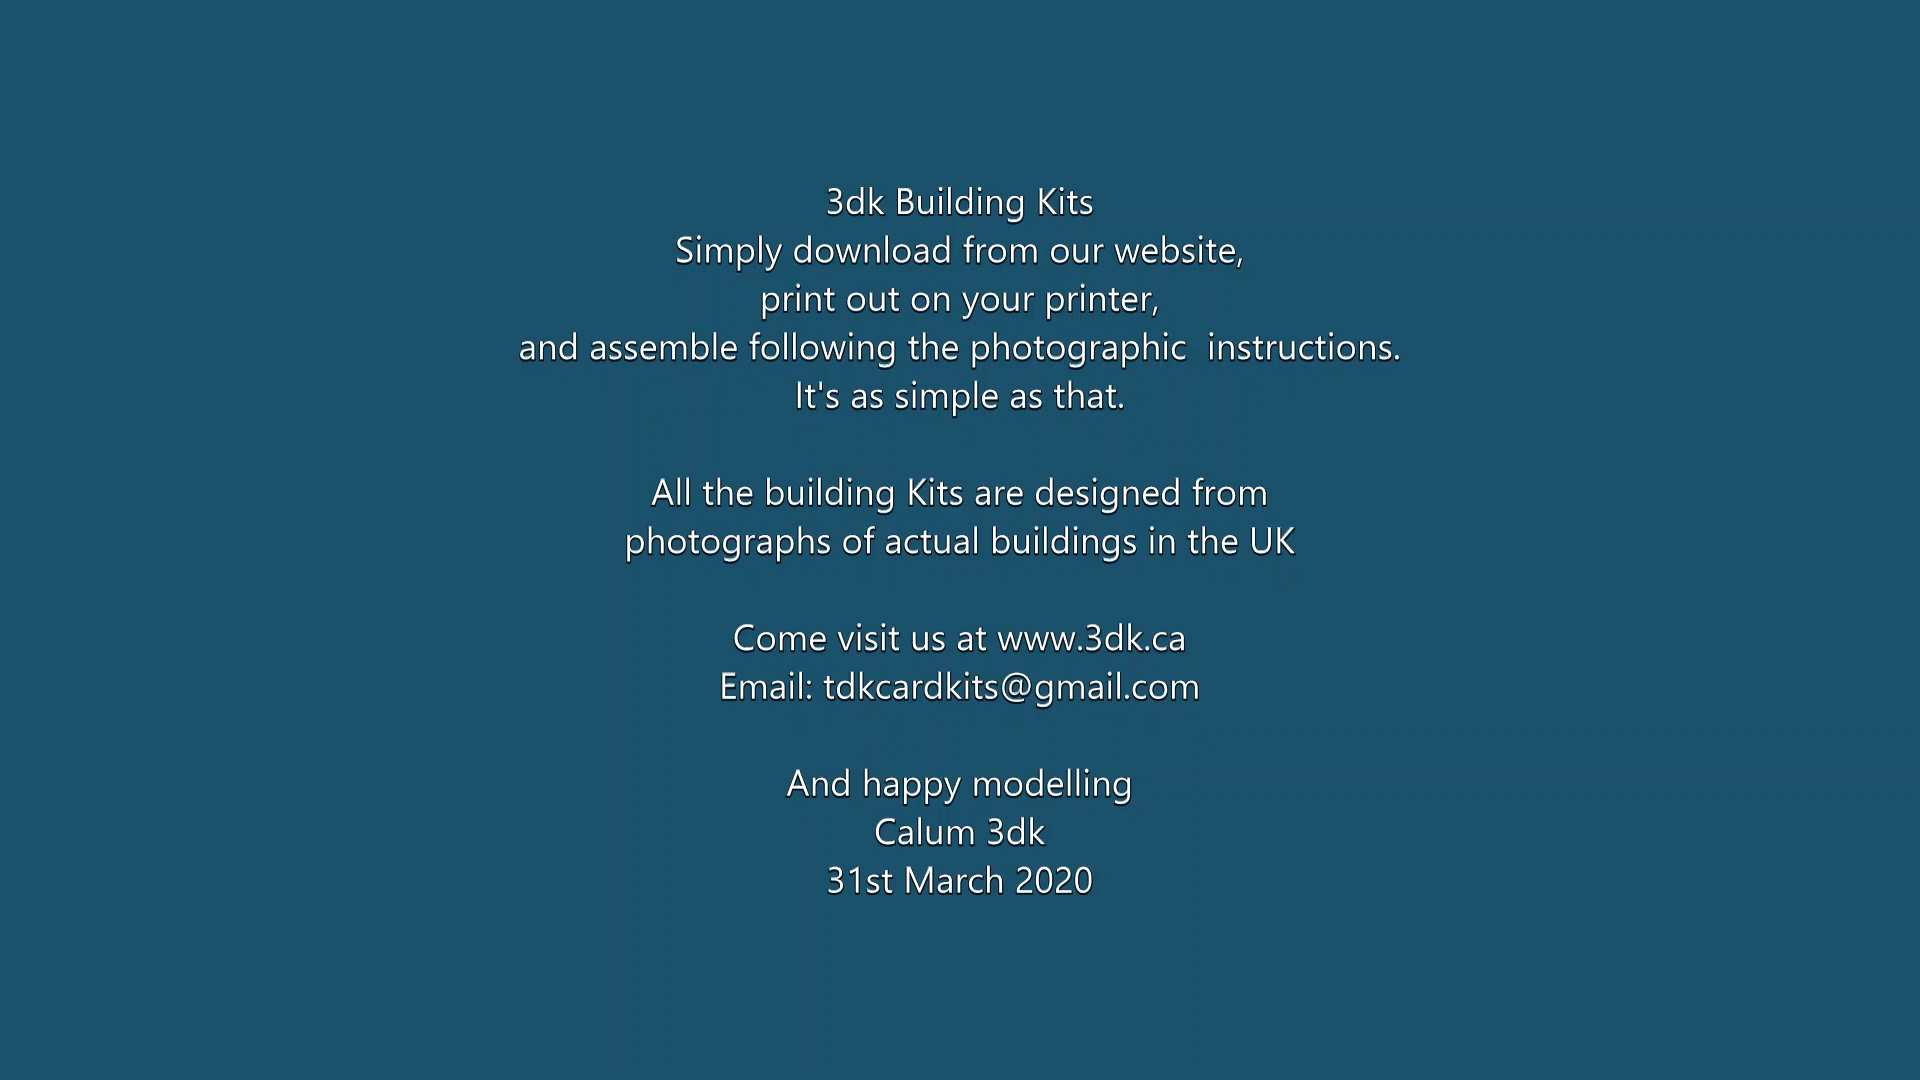 3dk Building Kits
Simply download from our website,
print out on your printer,
and assemble following the photographic  instructions.
It's as simple as that.
All the building Kits are designed from
photographs of actual buildings in the UK
Come visit us at www.3dk.ca
Email: tdkcardkits@gmail.com
And happy modelling
Calum 3dk
31st March 2020